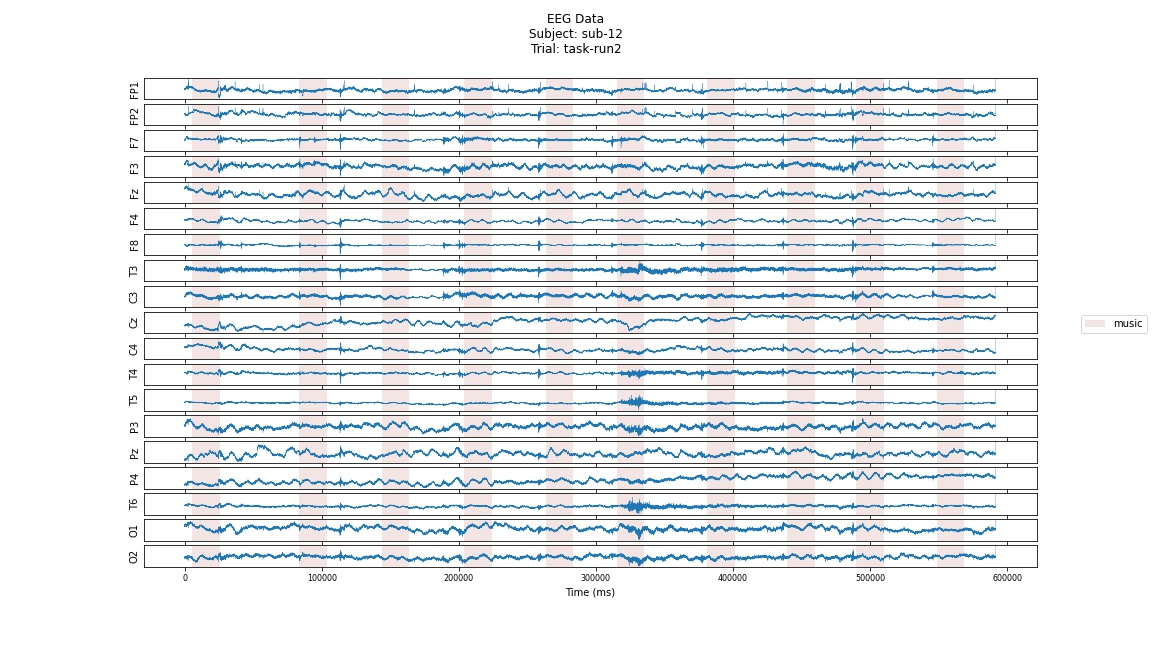 EEG Data
Subject: sub-12
Trial: task-run2
FP1
FP2
F7
F3
Fz
F4
F8
T3
C3
Cz
C4
T4
T5
P3
Pz
P4
T6
O1
O2
music
0 100000 200000 300000 400000 500000 600000
Time (ms)